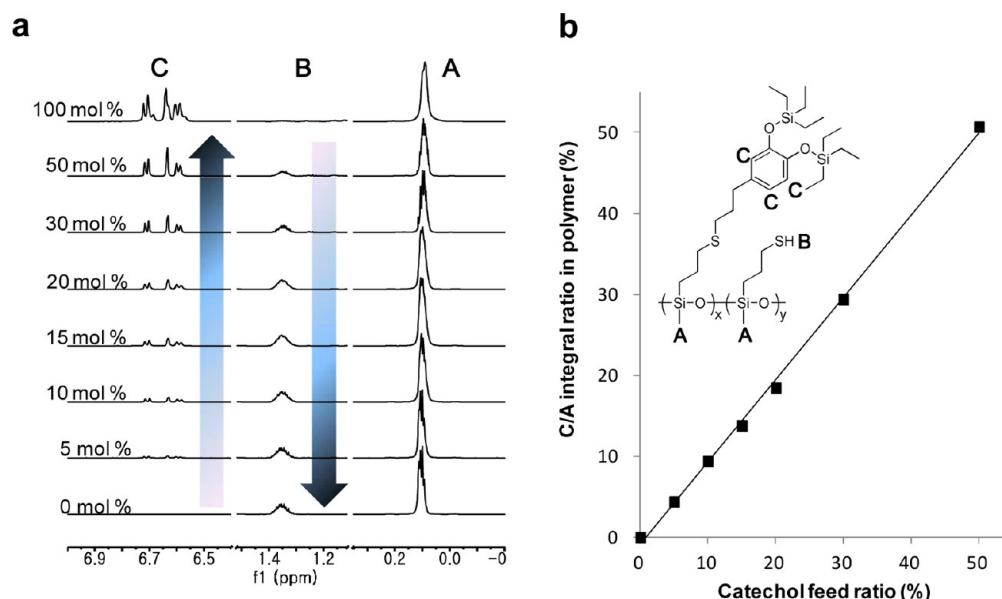 a
C B A
100 mol %
50 mol %
30 mol %
20 mol %
15 mol %
10 mol %
5 mol %
0 mol %
6.9 6.7 6.5 1.4 1.2 0.1 0.0 −0
f1 (ppm)
b
C/A integral ratio in polymer (%)
50
40
30
20
10
0
Si
O
O
Si
C
C
C
S
SH B
Si
O
x
Si
O
y
A
A
0 10 20 30 40 50
Catechol feed ratio (%)